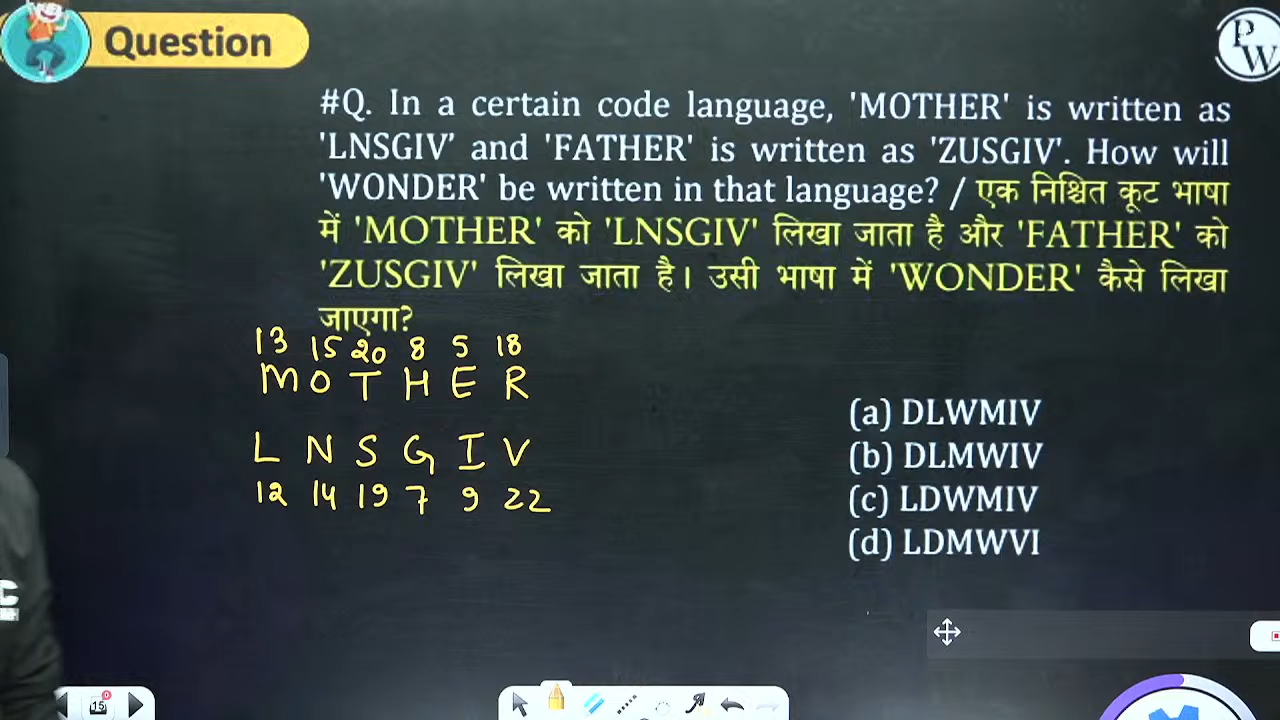 Question
PW
#Q. In a certain code language, 'MOTHER' is written as
'LNSGIV' and 'FATHER' is written as 'ZUSGIV'. How will
'WONDER' be written in that language? / एक निश्चित कूट भाषा
में 'MOTHER' को 'LNSGIV' लिखा जाता है और 'FATHER' को
'ZUSGIV' लिखा जाता है। उसी भाषा में 'WONDER' कैसे लिखा
जाएगा?
13 15 20 8 5 18
M O T H E R
L N S G I V
12 14 19 7 9 22
(a) DLWMIV
(b) DLMWIV
(c) LDWMIV
(d) LDMWVI
C
15